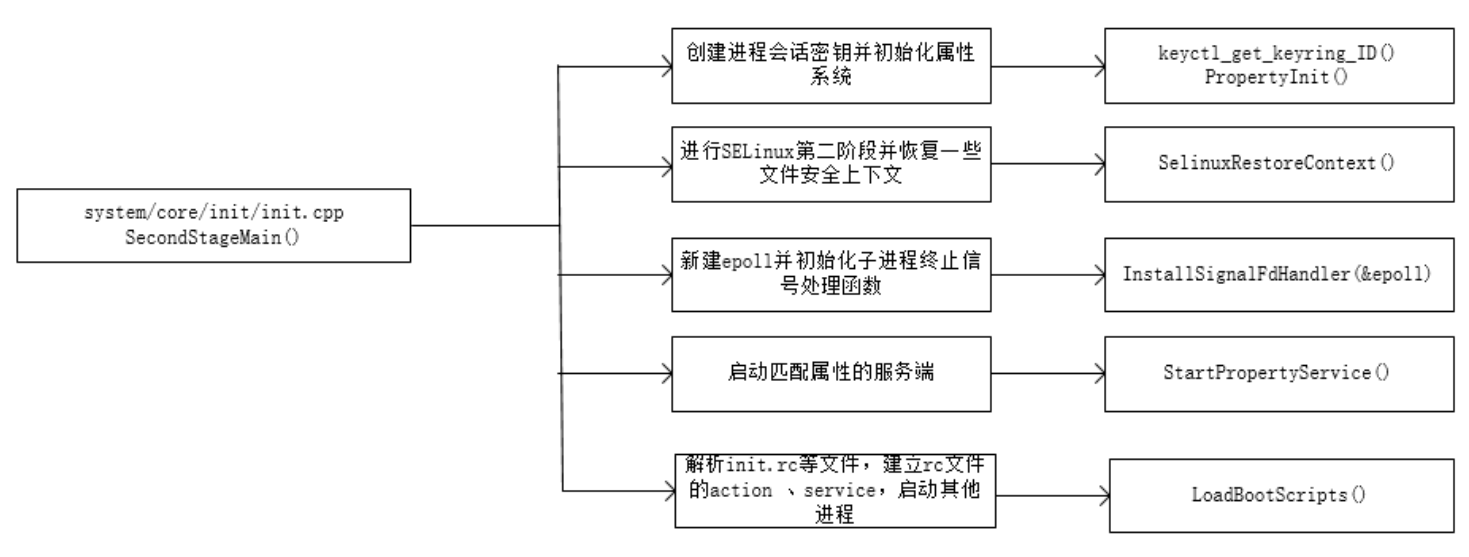 system/core/init/init.cpp
SecondStageMain()
创建进程会话密钥并初始化属性
系统
keyctl_get_keyring_ID()
PropertyInit()
进行SELinux第二阶段并恢复一些
文件安全上下文
SelinuxRestoreContext()
新建epoll并初始化子进程终止信
号处理函数
InstallSignalFdHandler(&epoll)
启动匹配属性的服务端
StartPropertyService()
解析init.rc等文件，建立rc文件
的action 、service，启动其他
进程
LoadBootScripts()